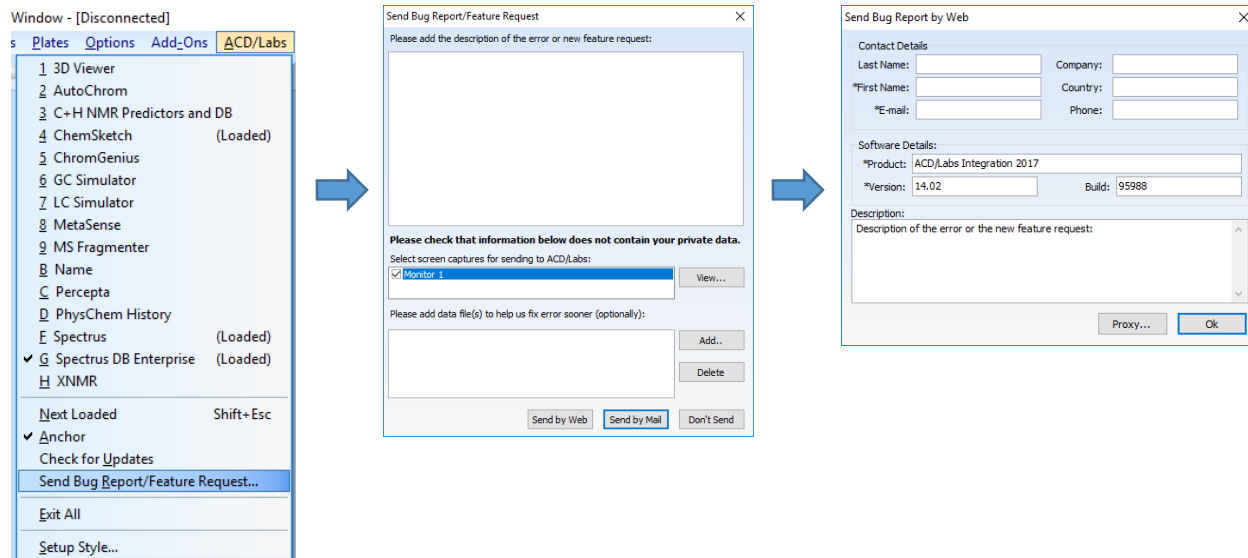 Window - [Disconnected]
s Plates Options Add-Ons ACD/Labs
1 3D Viewer
2 AutoChrom
3 C+H NMR Predictors and DB
4 ChemSketch (Loaded)
5 ChromGenius
6 GC Simulator
7 LC Simulator
8 MetaSense
9 MS Fragmenter
B Name
C Percepta
D PhysChem History
F Spectrus (Loaded)
G Spectrus DB Enterprise (Loaded)
H XNMR
Next Loaded Shift+Esc
Anchor
Check for Updates
Send Bug Report/Feature Request...
Exit All
Setup Style...
Send Bug Report/Feature Request
Please add the description of the error or new feature request:
Please check that information below does not contain your private data.
Select screen captures for sending to ACD/Labs:
Monitor 1
View...
Please add data file(s) to help us fix error sooner (optionally):
Add..
Delete
Send by Web Send by Mail Don't Send
Send Bug Report by Web
Contact Details
Last Name: Company:
*First Name: Country:
*E-mail: Phone:
Software Details:
*Product: ACD/Labs Integration 2017
*Version: 14.02 Build: 95988
Description:
Description of the error or the new feature request:
Proxy... Ok